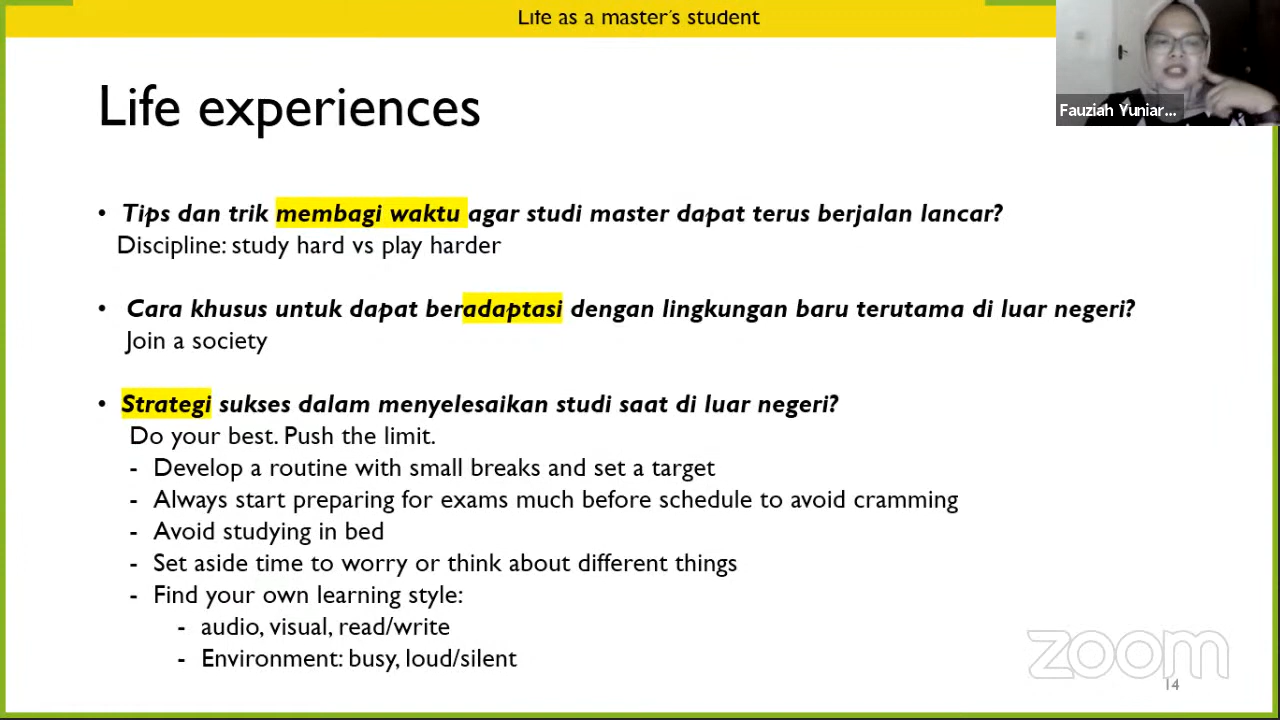 Life as a master's student
Life experiences
Fauziah Yuniar...
• Tips dan trik membagi waktu agar studi master dapat terus berjalan lancar?
Discipline: study hard vs play harder
• Cara khusus untuk dapat beradaptasi dengan lingkungan baru terutama di luar negeri?
Join a society
• Strategi sukses dalam menyelesaikan studi saat di luar negeri?
Do your best. Push the limit.
- Develop a routine with small breaks and set a target
- Always start preparing for exams much before schedule to avoid cramming
- Avoid studying in bed
- Set aside time to worry or think about different things
- Find your own learning style:
- audio, visual, read/write
- Environment: busy, loud/silent
zoom
14